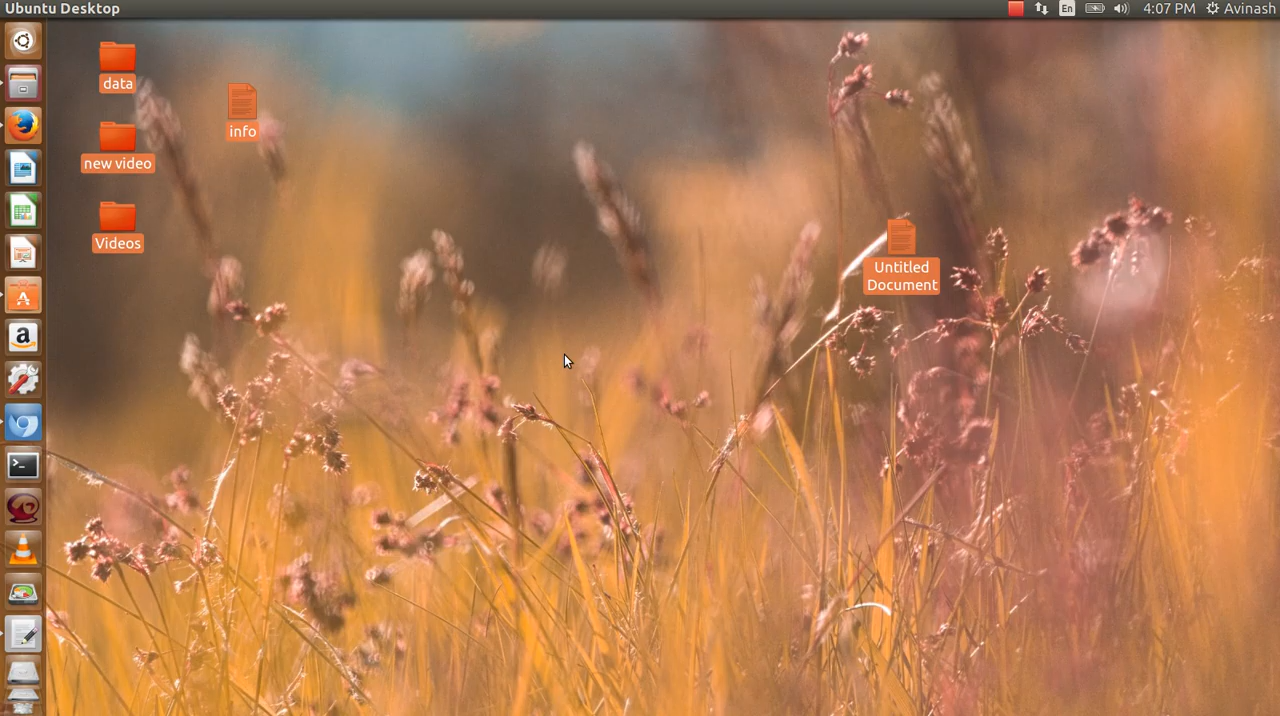 Ubuntu Desktop
En
4:07 PM
Avinash
data
info
new video
Videos
Untitled
Document
a